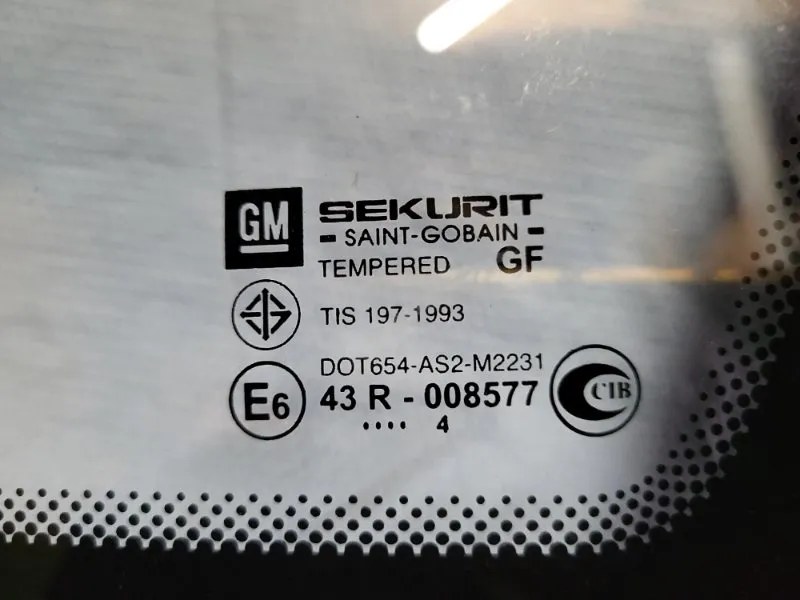 GM
SEKURIT
- SAINT-GOBAIN -
TEMPERED GF
TIS 197-1993
DOT654-AS2-M2231
E6 43 R - 008577
CIB
.... 4